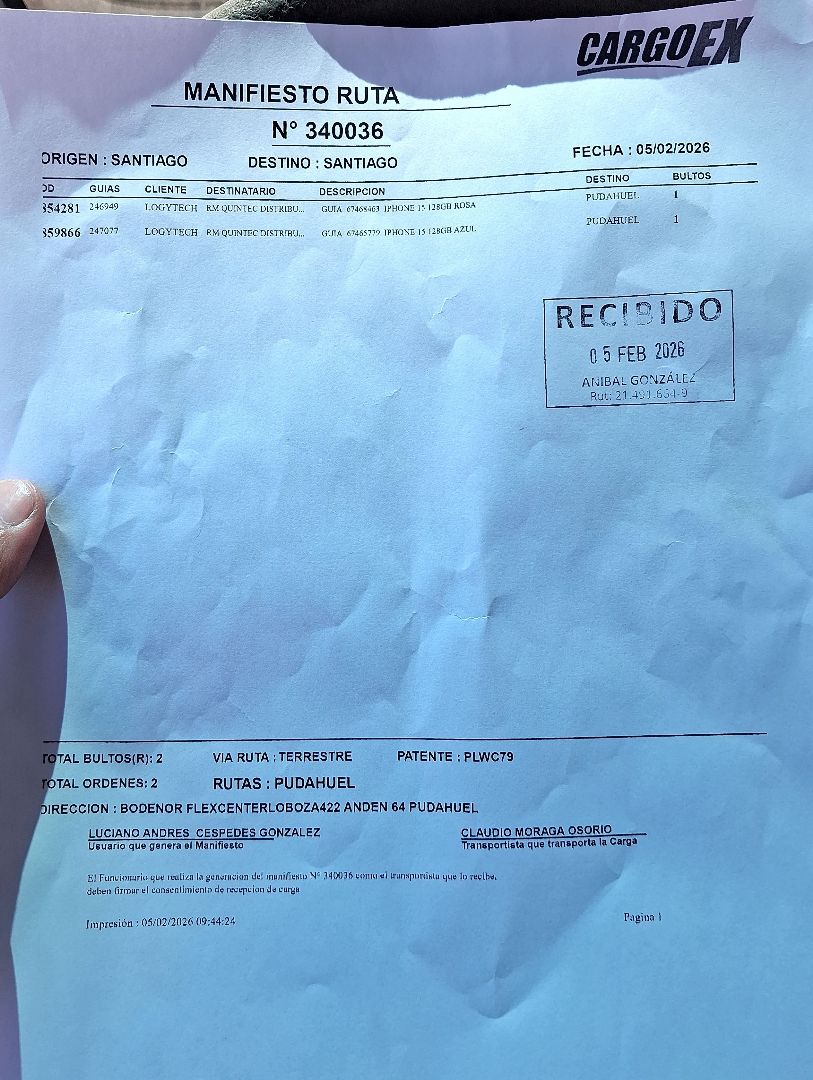 CARGOEX
MANIFIESTO RUTA
N° 340036
ORIGEN : SANTIAGO DESTINO : SANTIAGO FECHA : 05/02/2026
OD GUIAS CLIENTE DESTINATARIO DESCRIPCION DESTINO BULTOS
354281 246949 LOGYTECH RM QUINTEC DISTRIBU... GUIA 67468463 IPHONE 15 128GB ROSA PUDAHUEL 1
359866 247077 LOGYTECH RM QUINTEC DISTRIBU... GUIA 67465779 IPHONE 15 128GB AZUL PUDAHUEL 1
RECIBIDO
05 FEB 2026
ANIBAL GONZÁLEZ
Rut:
TOTAL BULTOS(R): 2 VIA RUTA : TERRESTRE PATENTE : PLWC79
TOTAL ORDENES: 2 RUTAS : PUDAHUEL
DIRECCION : BODENOR FLEXCENTERLOBOZA422 ANDEN 64 PUDAHUEL
LUCIANO ANDRES CESPEDES GONZALEZ CLAUDIO MORAGA OSORIO
Usuario que genera el Manifiesto Transportista que transporta la Carga
El Funcionario que realiza la generacion del manifiesto N° 340036 como el transportista que lo recibe,
deben firmar el consentimiento de recepcion de carga
Impresión : 05/02/2026 09:44:24 Pagina 1